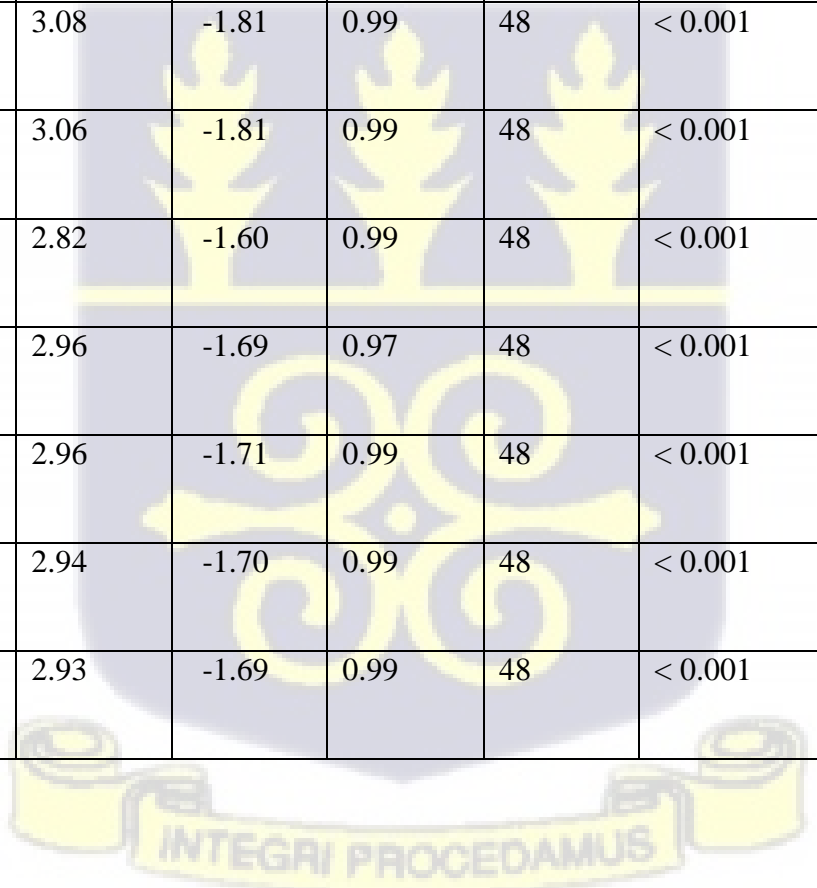 3.08 -1.81 0.99 48 < 0.001
3.06 -1.81 0.99 48 < 0.001
2.82 -1.60 0.99 48 < 0.001
2.96 -1.69 0.97 48 < 0.001
2.96 -1.71 0.99 48 < 0.001
2.94 -1.70 0.99 48 < 0.001
2.93 -1.69 0.99 48 < 0.001
INTEGRI PROCEDAMUS